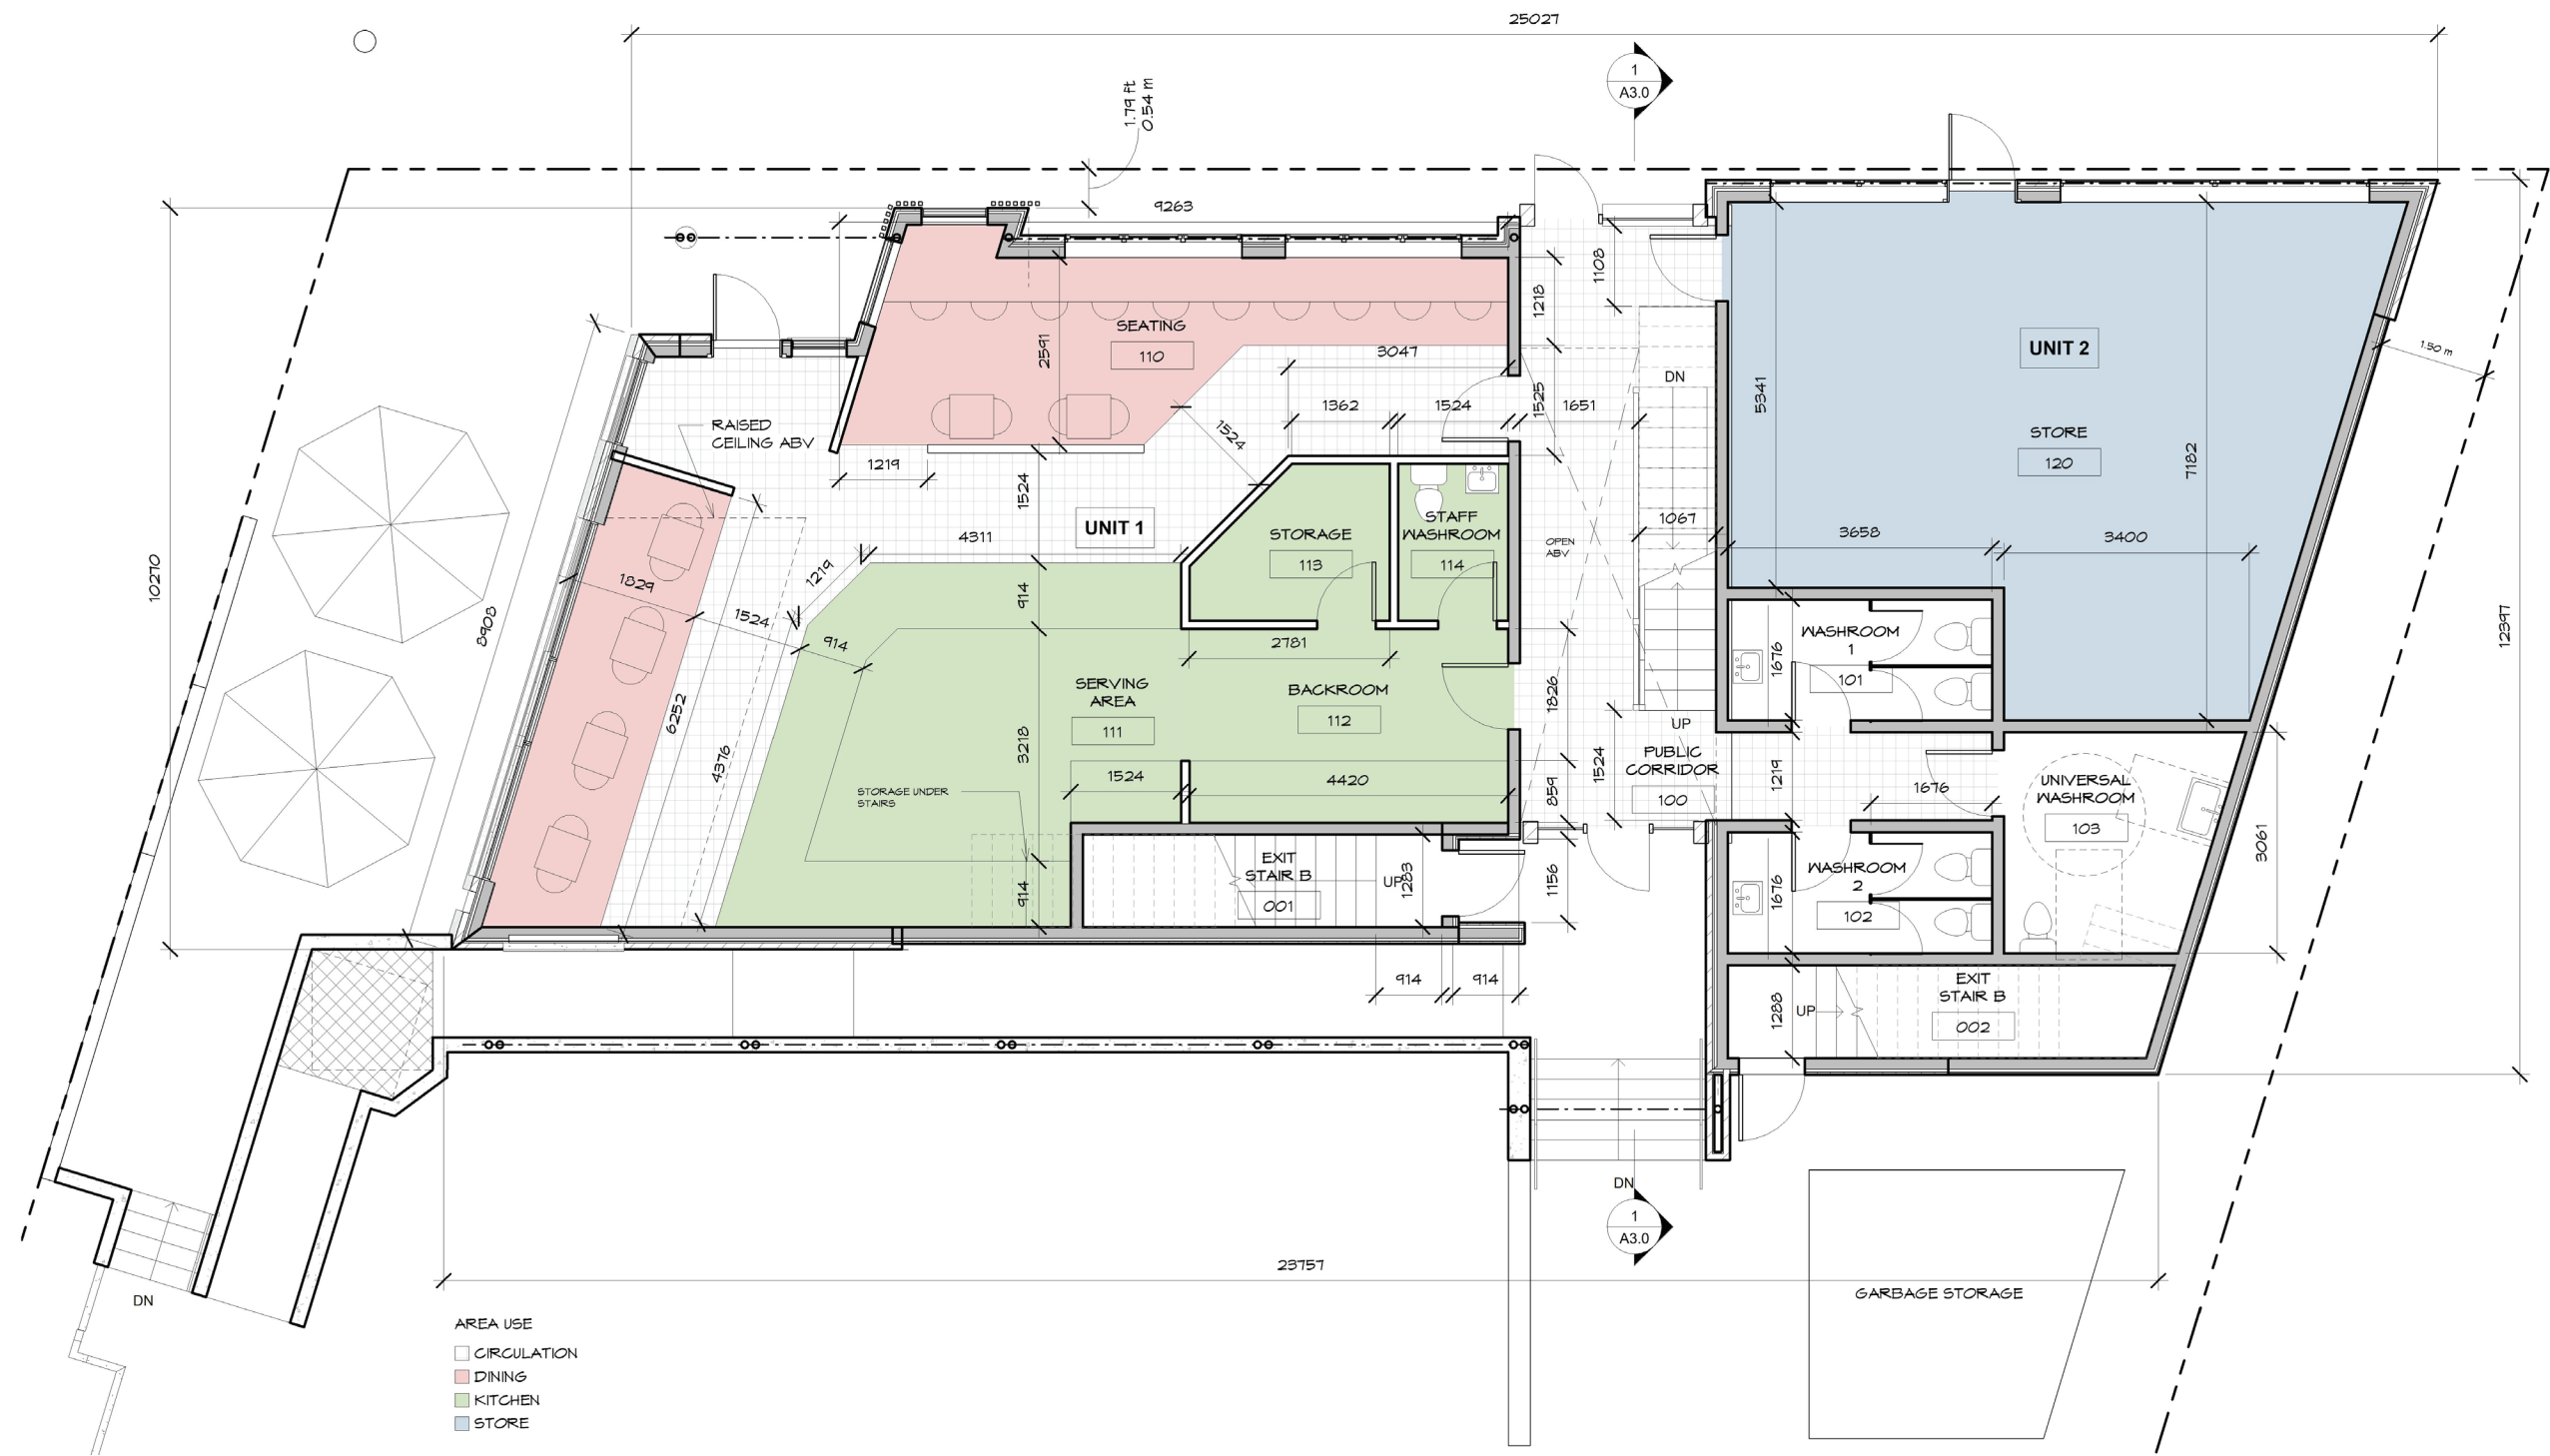 25027
1
A3.0
1.79 ft
0.54 m
9263
1108
1218
SEATING
110
2591
3047
1362
1524
1525
1651
DN
UNIT 2
5341
STORE
120
7182
1.50 m
RAISED
CEILING ABV
1219
1524
1524
UNIT 1
4311
STORAGE
113
STAFF
WASHROOM
114
OPEN
ABV
1067
3658
3400
10270
8908
1829
1524
1219
914
914
6252
4376
2781
SERVING
AREA
111
BACKROOM
112
1826
UP
PUBLIC
CORRIDOR
100
1524
WASHROOM
1
101
1676
12397
3218
1524
4420
859
STORAGE UNDER
STAIRS
1219
1676
UNIVERSAL
WASHROOM
103
3061
EXIT
STAIR B
001
UP
1283
1156
914
WASHROOM
2
102
1676
914
914
EXIT
STAIR B
002
UP
1288
DN
1
A3.0
23757
GARBAGE STORAGE
DN
AREA USE
CIRCULATION
DINING
KITCHEN
STORE